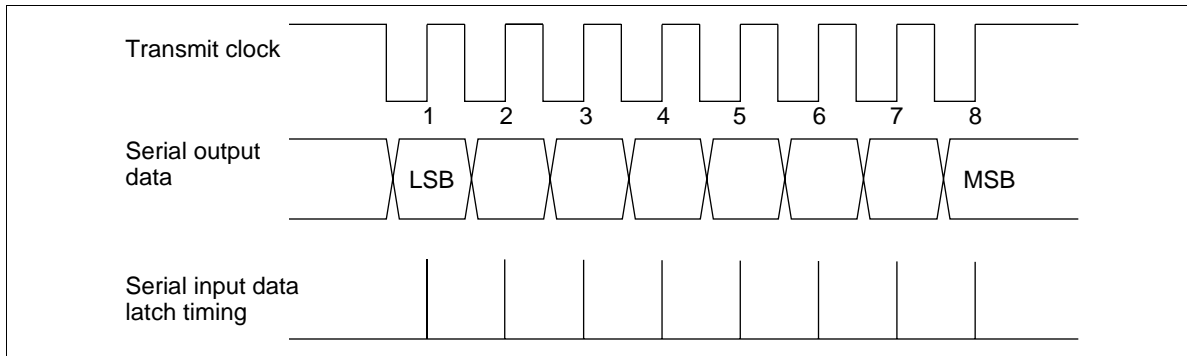 Transmit clock
1 2 3 4 5 6 7 8
Serial output
data
LSB MSB
Serial input data
latch timing